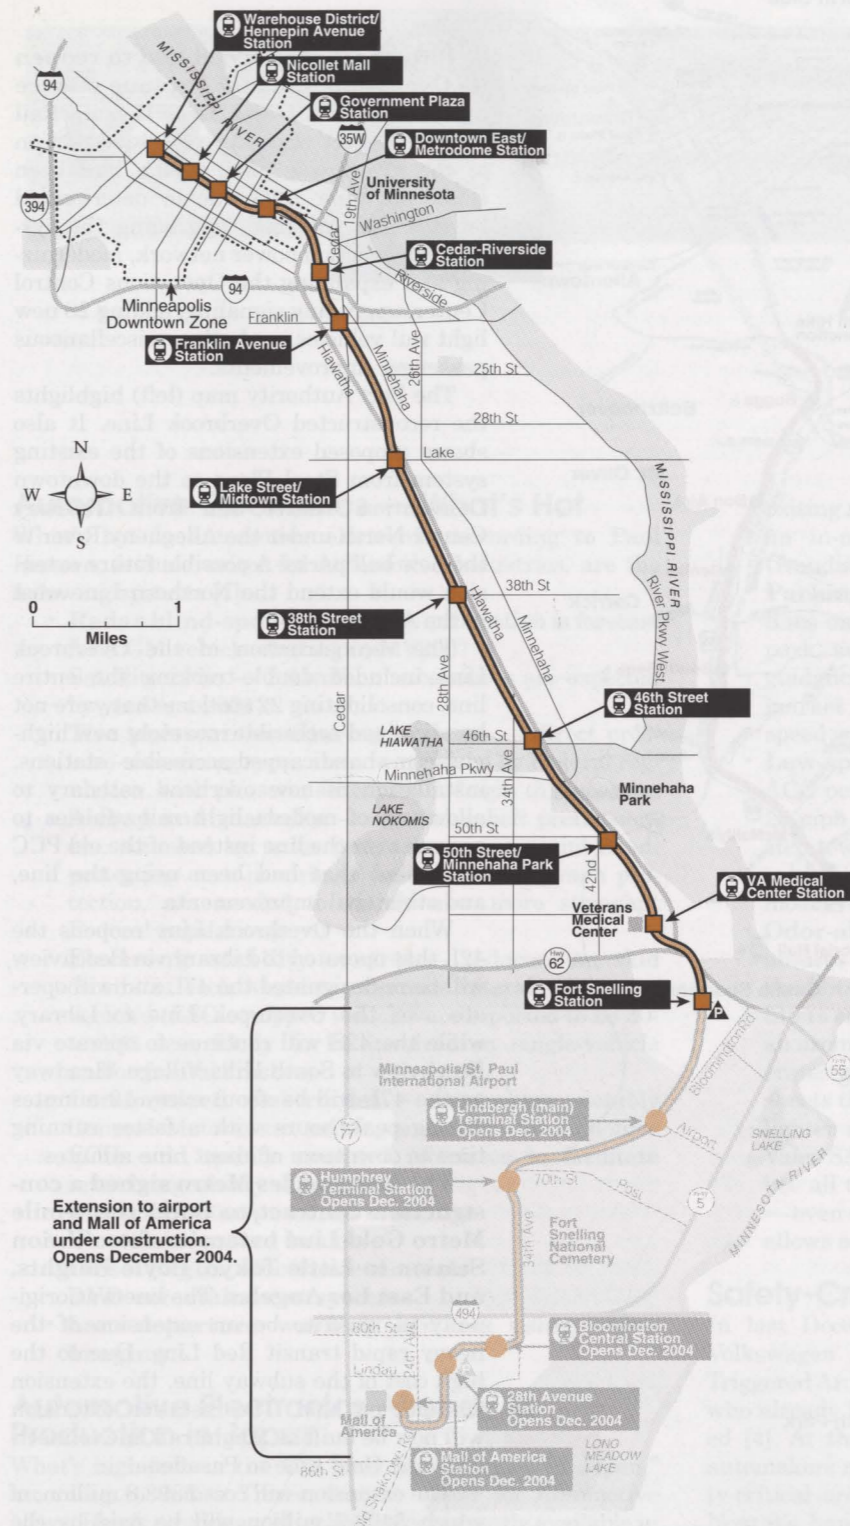 Warehouse District/
Hennepin Avenue
Station
Nicollet Mall
Station
Government Plaza
Station
Downtown East/
Metrodome Station
MISSISSIPPI RIVER
94
35W
394
19th Ave
University
of Minnesota
Washington
Cedar
Cedar-Riverside
Station
Riverside
94
Minneapolis
Downtown Zone
Franklin
Franklin Avenue
Station
Hiawatha
Minnehaha
26th Ave
25th St
28th St
Lake
N
W E
S
Lake Street/
Midtown Station
MISSISSIPPI RIVER
River Pkwy West
0 1
Miles
38th St
38th Street
Station
Hiawatha
Minnehaha
28th Ave
Cedar
46th Street
Station
LAKE
HIAWATHA
46th St
Minnehaha Pkwy
34th Ave
Minnehaha
Park
LAKE
NOKOMIS
50th St
50th Street/
Minnehaha Park
Station
42nd
VA Medical
Center Station
Veterans
Medical
Center
Hwy
62
Fort Snelling
Station
P
Bloomington Rd
55
Minneapolis/St. Paul
International Airport
Lindbergh (main)
Terminal Station
Opens Dec. 2004
77
Airport
SNELLING
LAKE
Humphrey
Terminal Station
Opens Dec. 2004
70th St
Post
5
MINNESOTA RIVER
Extension to airport
and Mall of America
under construction.
Opens December 2004.
34th Ave
Fort
Snelling
National
Cemetery
494
80th St
24th Ave
Bloomington
Central Station
Opens Dec. 2004
Lindau
28th Avenue
Station
Opens Dec. 2004
Mall of
America
Mall of America
Station
Opens Dec. 2004
LONG
MEADOW
LAKE
86th St
Old Shakopee Rd